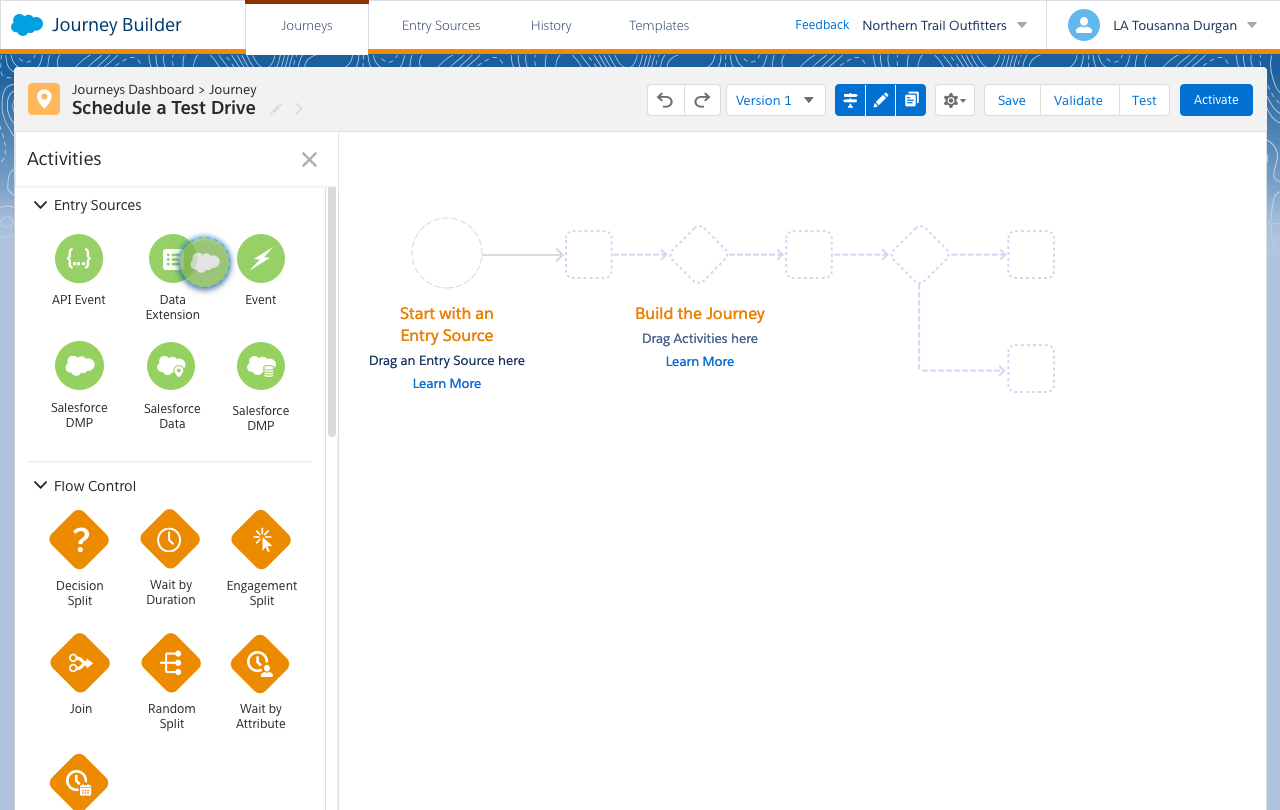 Journey Builder
Journeys
Entry Sources
History
Templates
Feedback
Northern Trail Outfitters
LA Tousanna Durgan
Journeys Dashboard > Journey
Schedule a Test Drive
Version 1
Save
Validate
Test
Activate
Activities
Entry Sources
{...}
API Event
Data
Extension
Event
Salesforce
DMP
Salesforce
Data
Salesforce
DMP
Flow Control
?
Decision
Split
Wait by
Duration
Engagement
Split
Join
Random
Split
Wait by
Attribute
Start with an
Entry Source
Drag an Entry Source here
Learn More
Build the Journey
Drag Activities here
Learn More